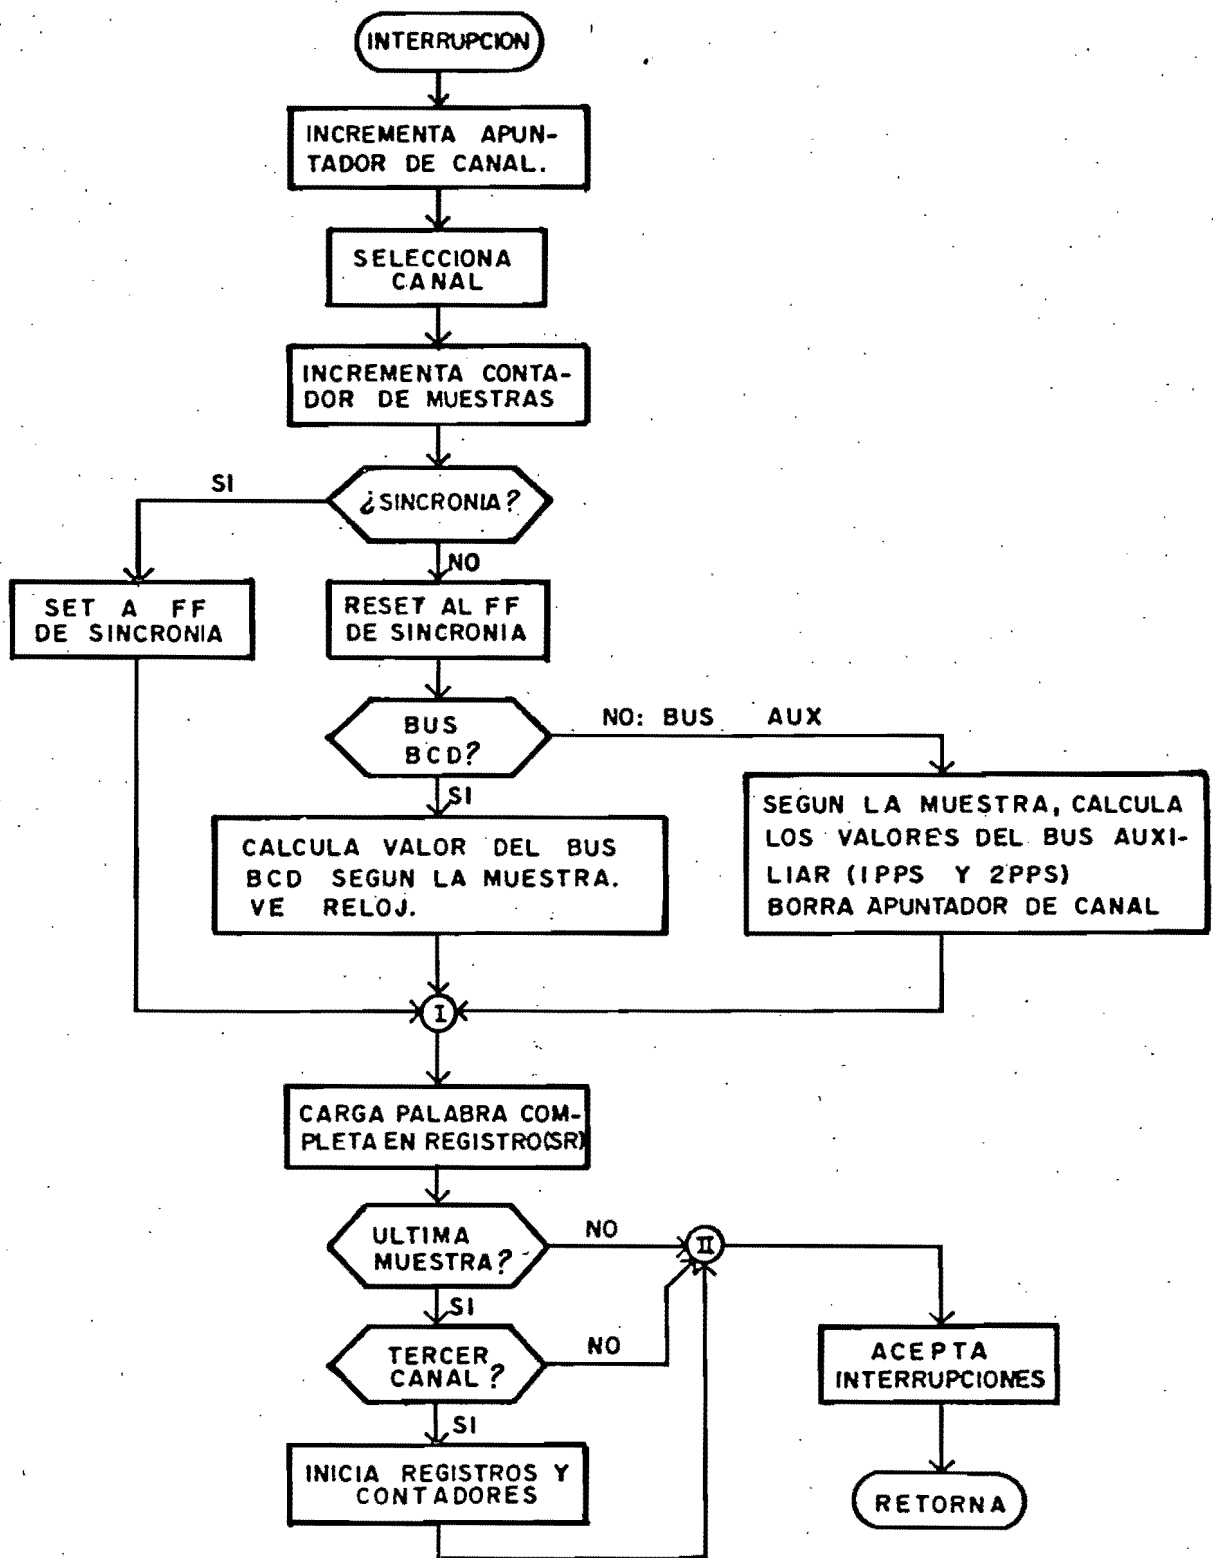 INTERRUPCION
INCREMENTA APUN-
TADOR DE CANAL.
SELECCIONA
CANAL
INCREMENTA CONTA-
DOR DE MUESTRAS
SI
¿SINCRONIA?
NO
SET A FF
DE SINCRONIA
RESET AL FF
DE SINCRONIA
BUS
BCD?
NO: BUS AUX
SI
CALCULA VALOR DEL BUS
BCD SEGUN LA MUESTRA.
VE RELOJ.
SEGUN LA MUESTRA, CALCULA
LOS VALORES DEL BUS AUXI-
LIAR (1PPS Y 2PPS)
BORRA APUNTADOR DE CANAL
I
CARGA PALABRA COM-
PLETA EN REGISTRO(SR)
ULTIMA
MUESTRA?
NO
II
SI
TERCER
CANAL?
NO
SI
INICIA REGISTROS Y
CONTADORES
ACEPTA
INTERRUPCIONES
RETORNA